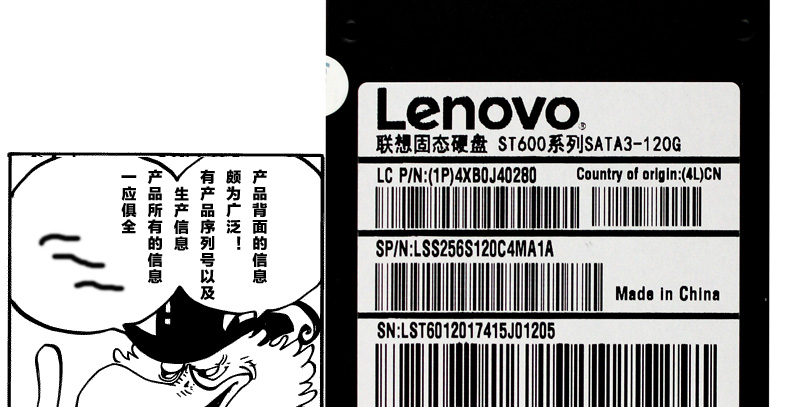 产品背面的信息
颇为广泛！
有产品序列号以及
生产信息
产品所有的信息
一应俱全
Lenovo®
联想固态硬盘 ST600系列SATA3-120G
LC P/N:(1P)4XB0J40280 Country of origin:(4L)CN
SP/N:LSS256S120C4MA1A
Made in China
SN:LST6012017415J01205